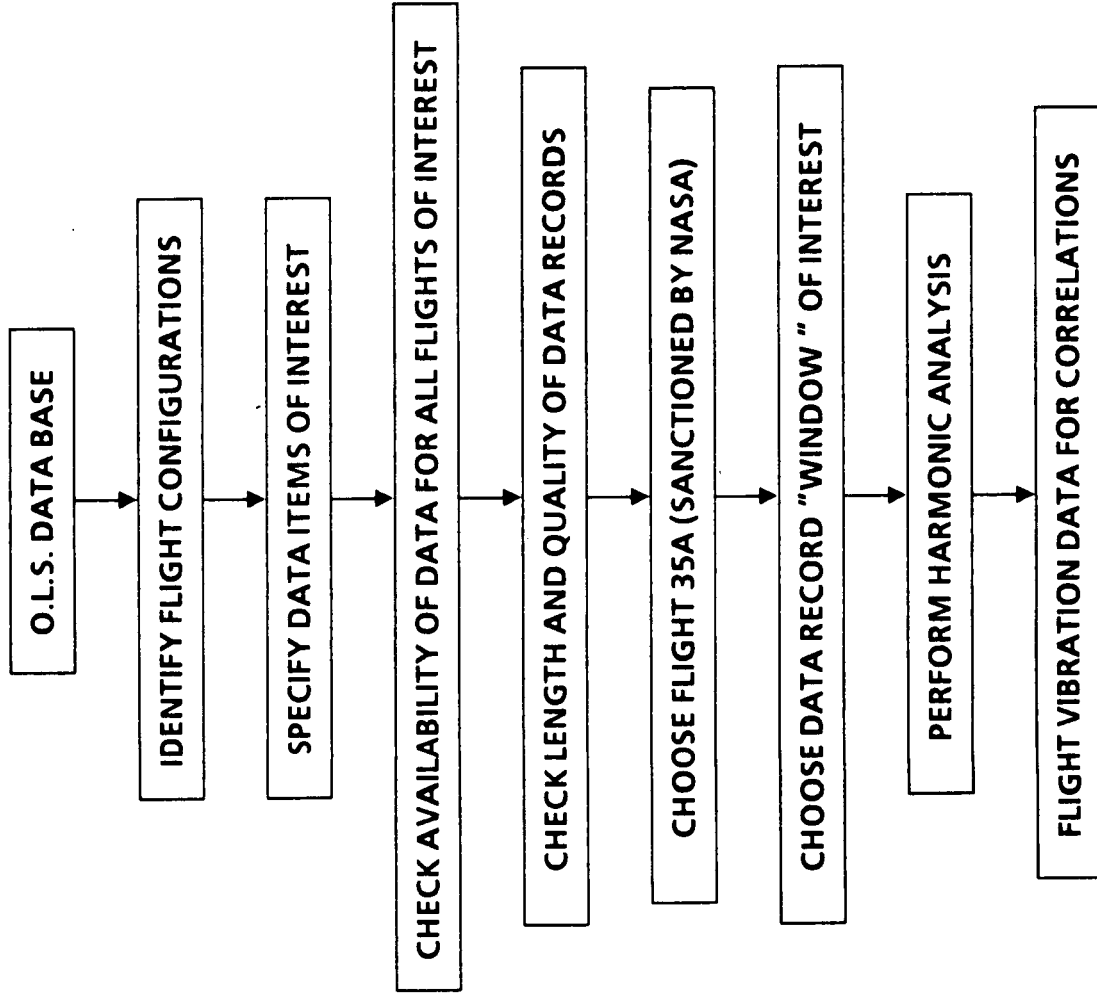 O.L.S. DATA BASE
IDENTIFY FLIGHT CONFIGURATIONS
SPECIFY DATA ITEMS OF INTEREST
CHECK AVAILABILITY OF DATA FOR ALL FLIGHTS OF INTEREST
CHECK LENGTH AND QUALITY OF DATA RECORDS
CHOOSE FLIGHT 35A (SANCTIONED BY NASA)
CHOOSE DATA RECORD "WINDOW" OF INTEREST
PERFORM HARMONIC ANALYSIS
FLIGHT VIBRATION DATA FOR CORRELATIONS